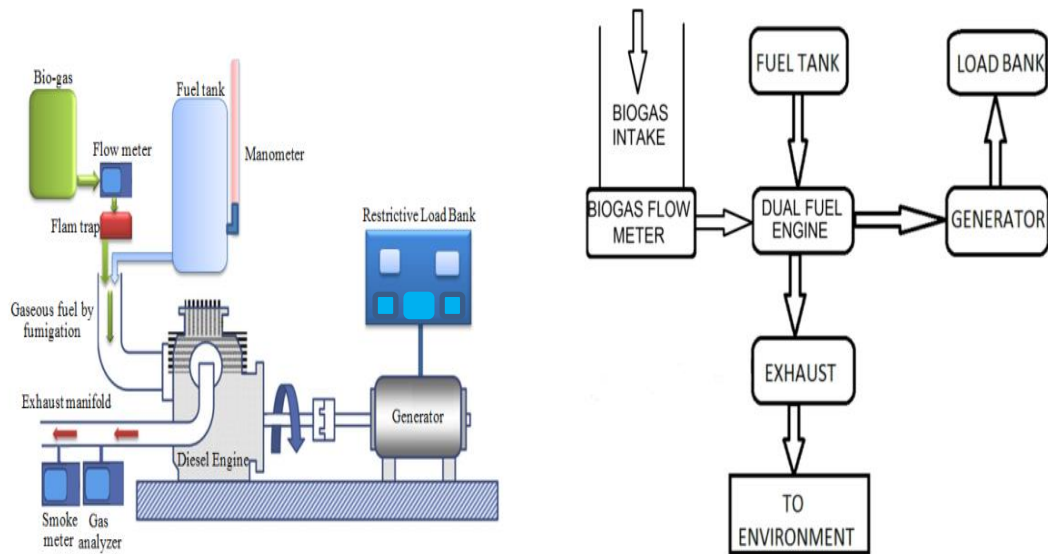 Bio-gas
Fuel tank
Flow meter
Manometer
Flam trap
Restrictive Load Bank
Gaseous fuel by
fumigation
Exhaust manifold
Generator
Diesel Engine
Smoke
meter
Gas
analyzer
BIOGAS
INTAKE
FUEL TANK
LOAD BANK
BIOGAS FLOW
METER
DUAL FUEL
ENGINE
GENERATOR
EXHAUST
TO
ENVIRONMENT